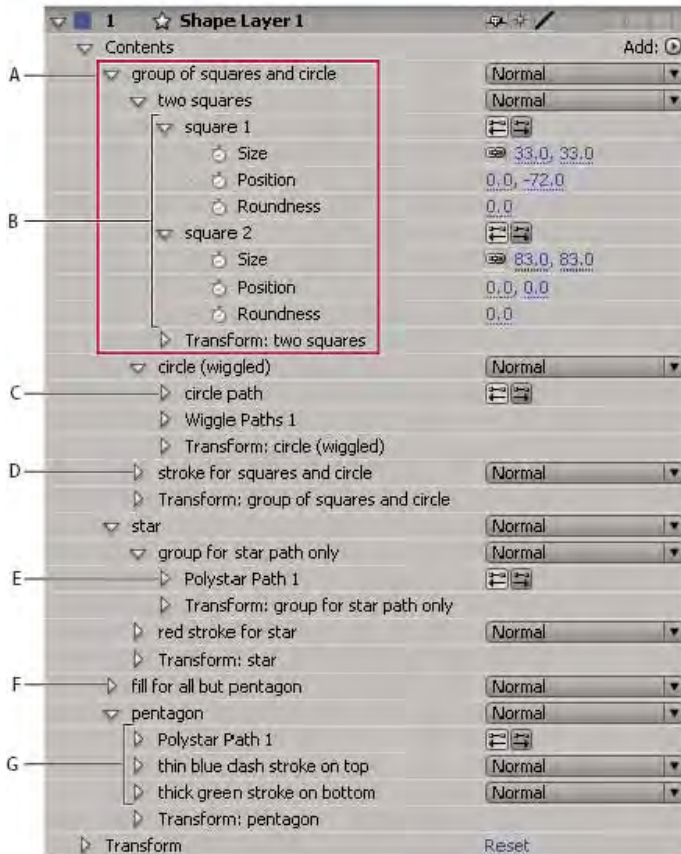 1 Shape Layer 1
Contents Add:
A group of squares and circle Normal
two squares Normal
square 1
Size 33.0, 33.0
Position 0.0, -72.0
Roundness 0.0
B
square 2
Size 83.0, 83.0
Position 0.0, 0.0
Roundness 0.0
Transform: two squares
circle (wiggled) Normal
C circle path
Wiggle Paths 1
Transform: circle (wiggled)
D stroke for squares and circle Normal
Transform: group of squares and circle
star Normal
group for star path only Normal
E Polystar Path 1
Transform: group for star path only
red stroke for star Normal
Transform: star
F fill for all but pentagon Normal
pentagon Normal
Polystar Path 1
G thin blue dash stroke on top Normal
thick green stroke on bottom Normal
Transform: pentagon
Transform Reset